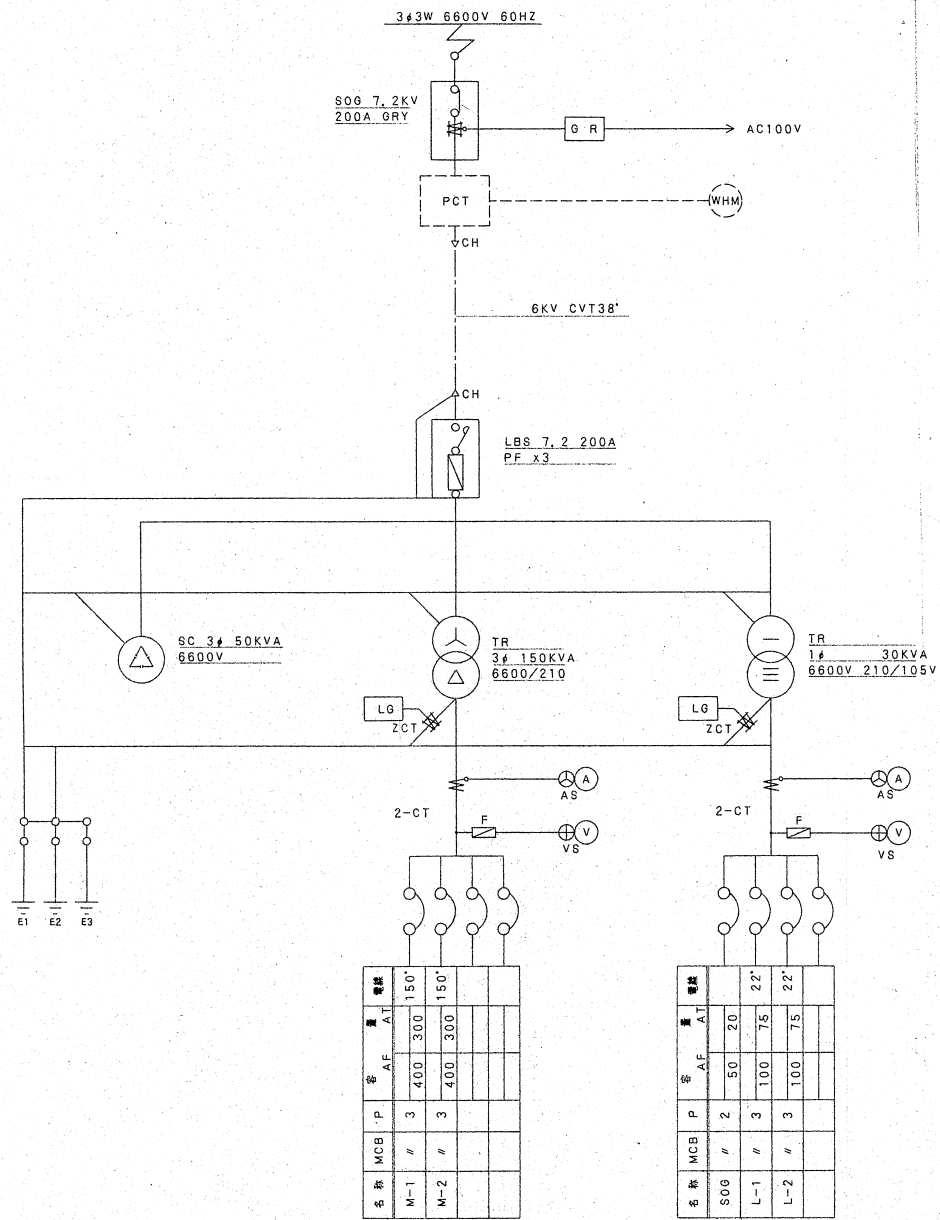 3φ3W 6600V 60HZ
SOG 7.2KV
200A GRY
G R
AC100V
PCT
WHM
CH
6KV CVT38°
CH
LBS 7.2 200A
PF x3
SC 3φ 50KVA
6600V
TR
3φ 150KVA
6600/210
TR
1φ 30KVA
6600V 210/105V
LG
ZCT
LG
ZCT
A
AS
2-CT
F
V
VS
A
AS
2-CT
F
V
VS
E1 E2 E3
名称 MCB P 容量 AF AT 電線
M-1 〃 3 400 300 150°
M-2 〃 3 400 300 150°
名称 MCB P 容量 AF AT 電線
SOG 〃 2 50 20
L-1 〃 3 100 75 22°
L-2 〃 3 100 75 22°